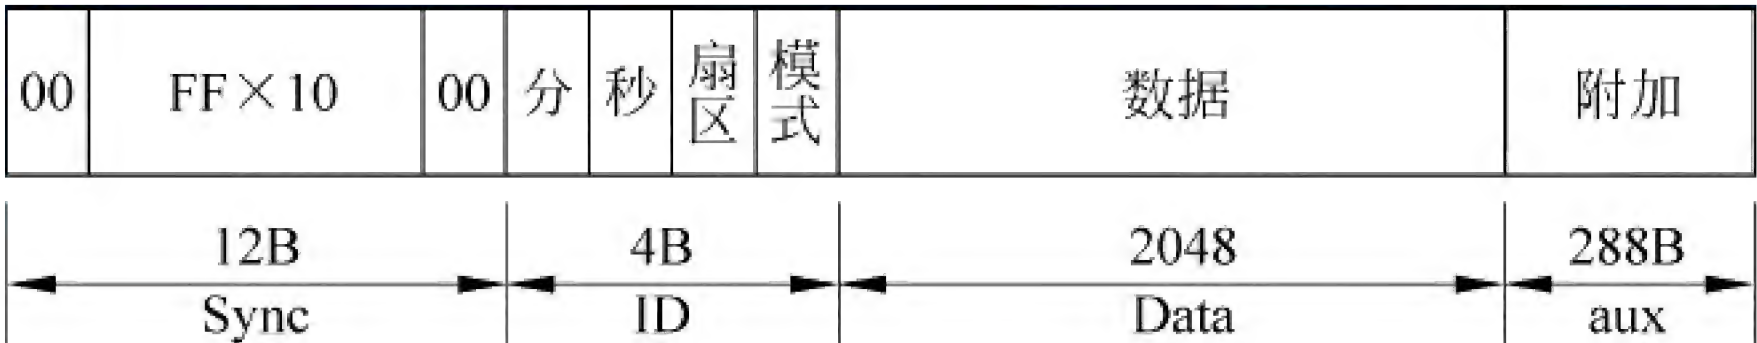 00 FF×10 00 分 秒 扇区 模式 数据 附加
12B 4B 2048 288B
Sync ID Data aux